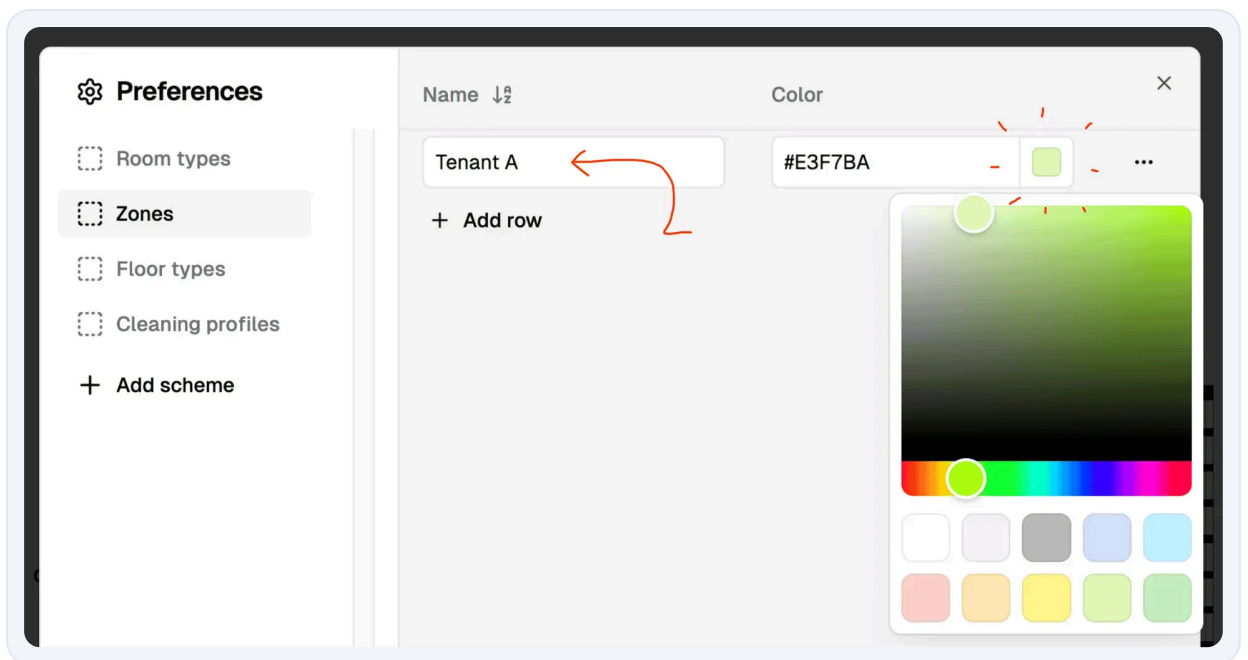 Preferences
Room types
Zones
Floor types
Cleaning profiles
Add scheme
Name
Color
Tenant A
#E3F7BA
Add row